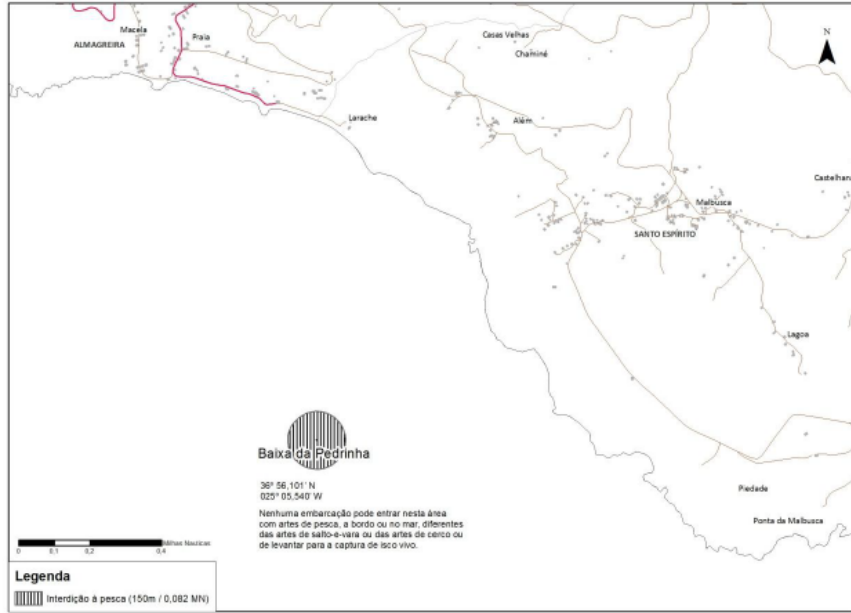 Macela
Praia
ALMAGREIRA
Casas Velhas
Chaminé
N
Larache
Além
Castelhan
Malbusca
SANTO ESPÍRITO
Lagoa
Baixa da Pedrinha
36º 56,101' N
025º 05,540' W
Nenhuma embarcação pode entrar nesta área
com artes de pesca, a bordo ou no mar, diferentes
das artes de salto-e-vara ou das artes de cerco ou
de levantar para a captura de isco vivo.
Piedade
Ponta da Malbusca
Milhas Nauticas
0 0,1 0,2 0,4
Legenda
Interdição à pesca (150m / 0,082 MN)